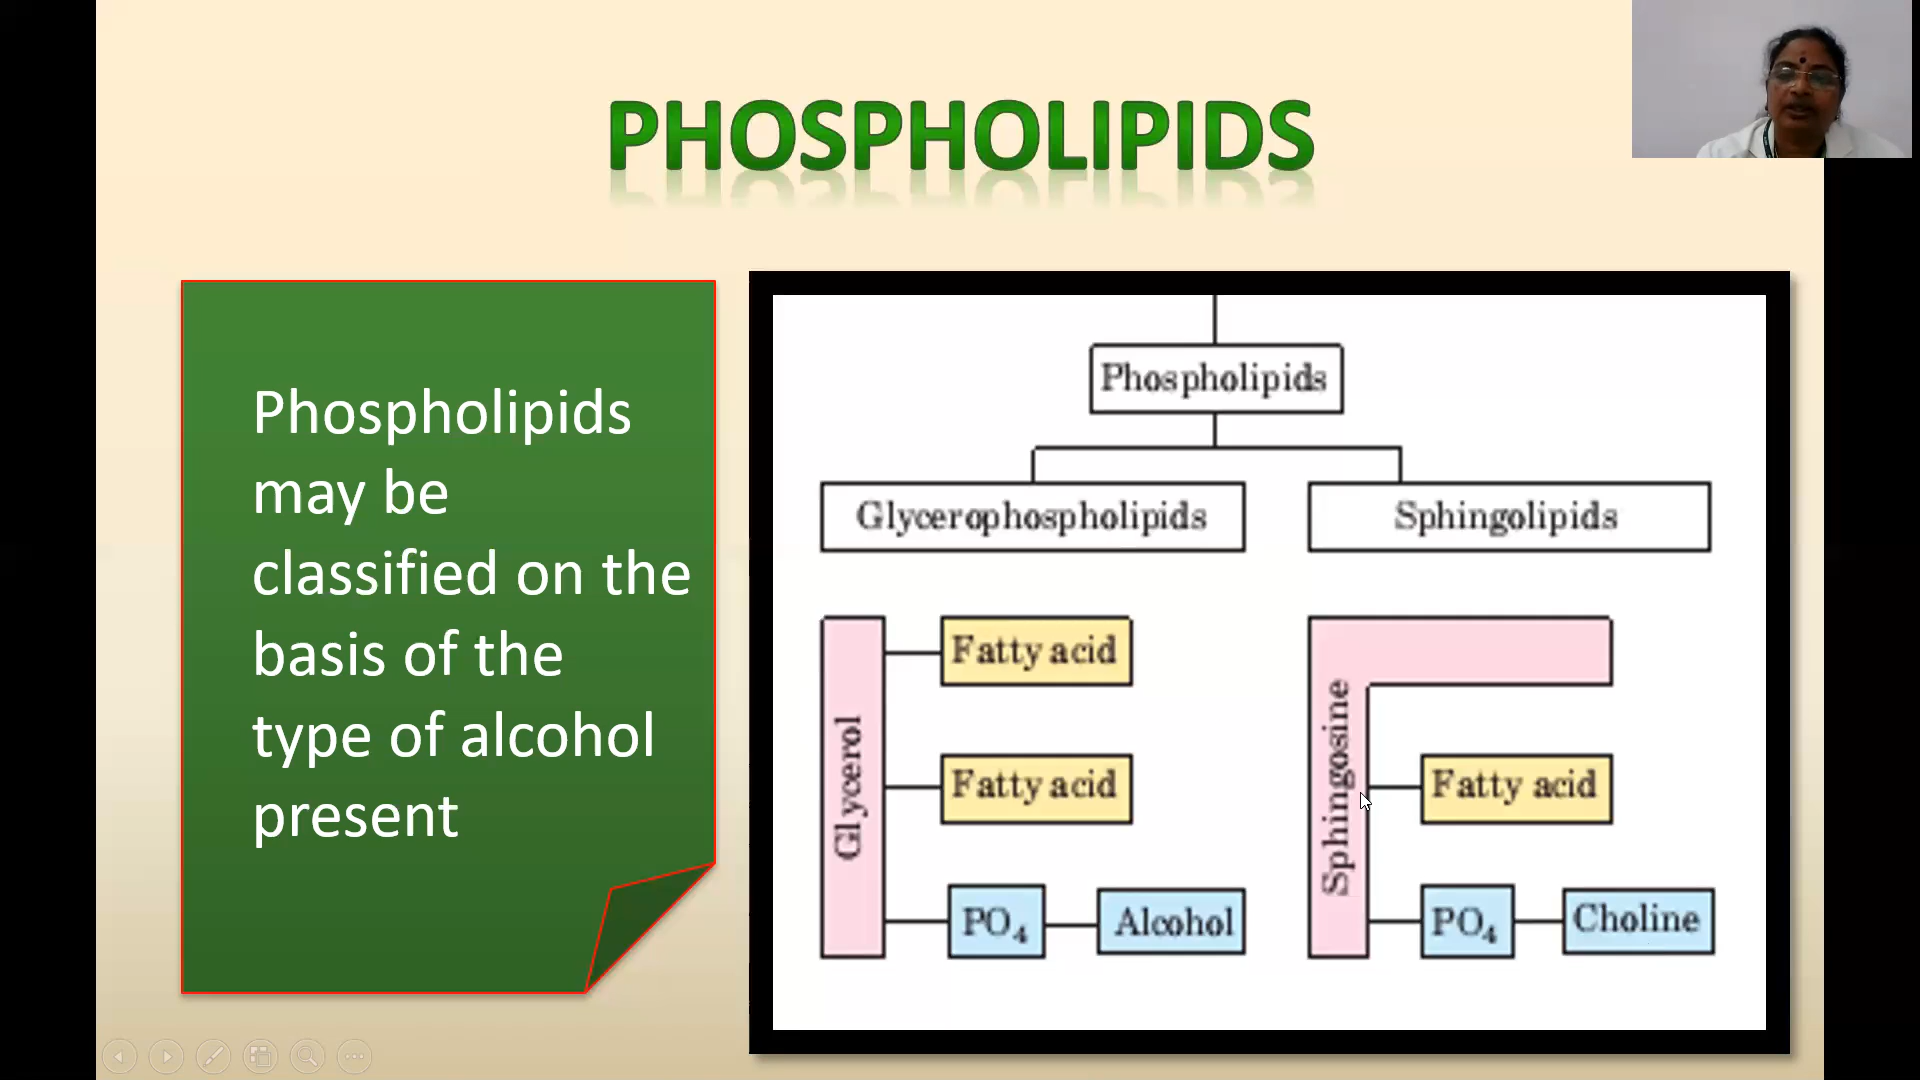 PHOSPHOLIPIDS
Phospholipids
may be
classified on the
basis of the
type of alcohol
present
Phospholipids
Glycerophospholipids
Sphingolipids
Glycerol
Fatty acid
Fatty acid
PO₄
Alcohol
Sphingosine
Fatty acid
PO₄
Choline